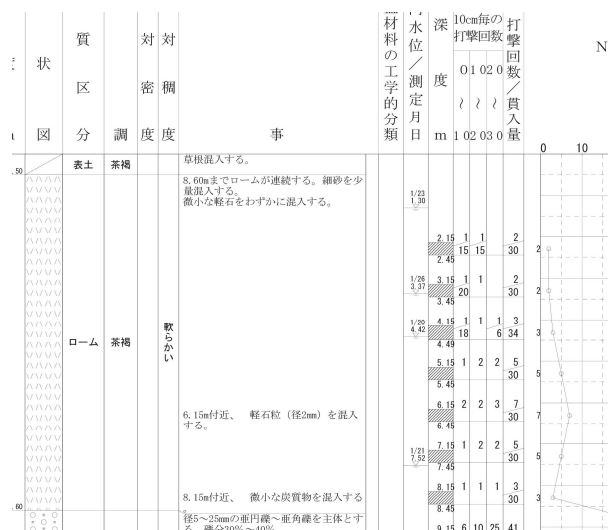 質 対 対
状
区 密 稠
図 分 調 度 度 事
材料の工学的分類
水位／測定月日
深度 m
10cm毎の打撃回数
0 10 20
～ ～ ～
10 20 30
打撃回数／貫入量
N
0 10
50 表土 茶褐 草根混入する。
8.60mまでロームが連続する。細砂を少
量混入する。
微小な軽石をわずかに混入する。
1/23
1.30
2.15 1 1 2
15 15 30 2
2.45
1/26 3.15 1 1 2
3.37 20 30 2
3.45
1/20 4.15 1 1 1 3
4.42 18 6 34 3
4.49
ローム 茶褐 軟らかい
5.15 1 2 2 5
30 5
5.45
6.15m付近、 軽石粒（径2mm）を混入
する。
6.15 2 2 3 7
30 7
6.45
1/21 7.15 1 2 2 5
7.52 30 5
7.45
8.15m付近、 微小な炭質物を混入する
8.15 1 1 1 3
30 3
8.45
60
径5～25mmの亜円礫～亜角礫を主体とす
る。礫分30%～40%
9.15 6 10 25 41